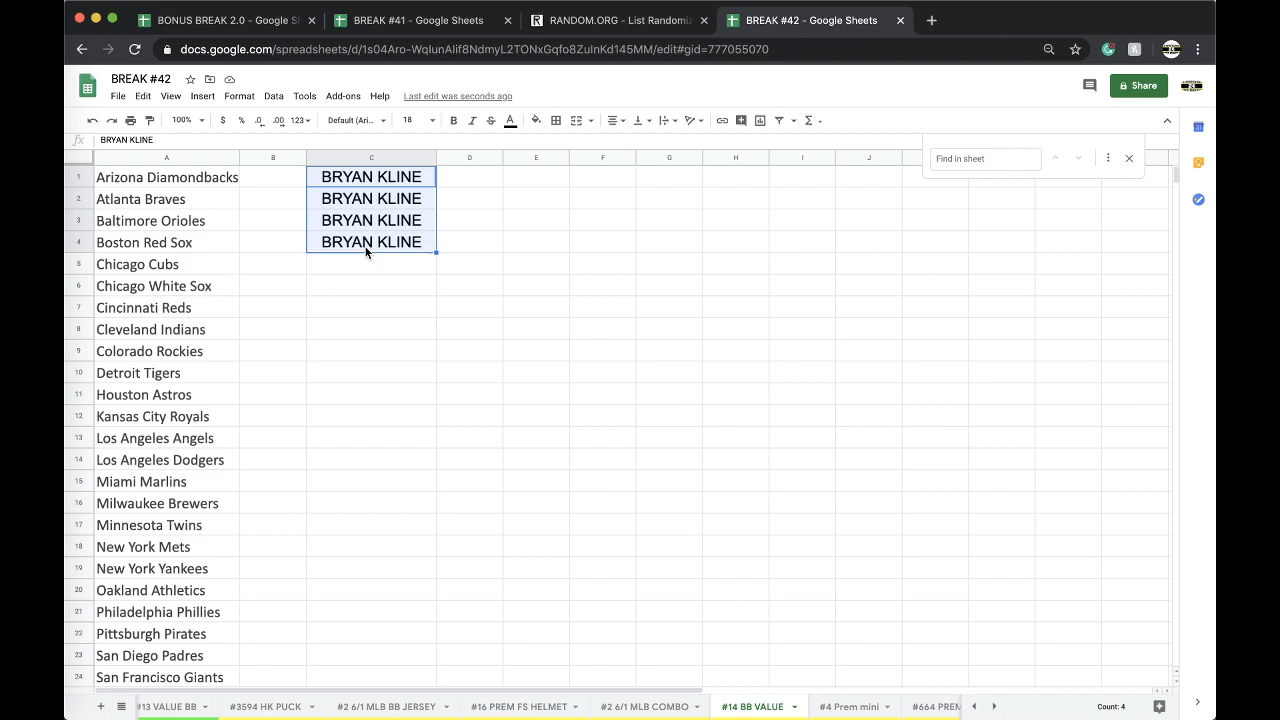 BONUS BREAK 2.0 - Google S
BREAK #41 - Google Sheets
RANDOM.ORG - List Randomiz
BREAK #42 - Google Sheets
docs.google.com/spreadsheets/d/1s04Aro-WqlunAlif8NdmyL2TONxGqfo8ZuInKd145MM/edit#gid=777055070
BREAK #42
File Edit View Insert Format Data Tools Add-ons Help Last edit was seconds ago
Share
100% $ % .0 .00 123 Default (Ari... 18 B I S A
fx BRYAN KLINE
Find in sheet
A B C D E F G H I J
1 Arizona Diamondbacks BRYAN KLINE
2 Atlanta Braves BRYAN KLINE
3 Baltimore Orioles BRYAN KLINE
4 Boston Red Sox BRYAN KLINE
5 Chicago Cubs
6 Chicago White Sox
7 Cincinnati Reds
8 Cleveland Indians
9 Colorado Rockies
10 Detroit Tigers
11 Houston Astros
12 Kansas City Royals
13 Los Angeles Angels
14 Los Angeles Dodgers
15 Miami Marlins
16 Milwaukee Brewers
17 Minnesota Twins
18 New York Mets
19 New York Yankees
20 Oakland Athletics
21 Philadelphia Phillies
22 Pittsburgh Pirates
23 San Diego Padres
24 San Francisco Giants
#13 VALUE BB #3594 HK PUCK #2 6/1 MLB BB JERSEY #16 PREM FS HELMET #2 6/1 MLB COMBO #14 BB VALUE #4 Prem mini #664 PREM Count: 4